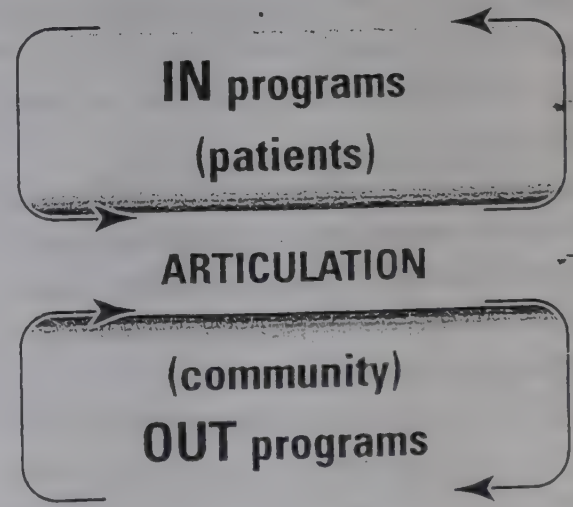 IN programs
(patients)
ARTICULATION
(community)
OUT programs